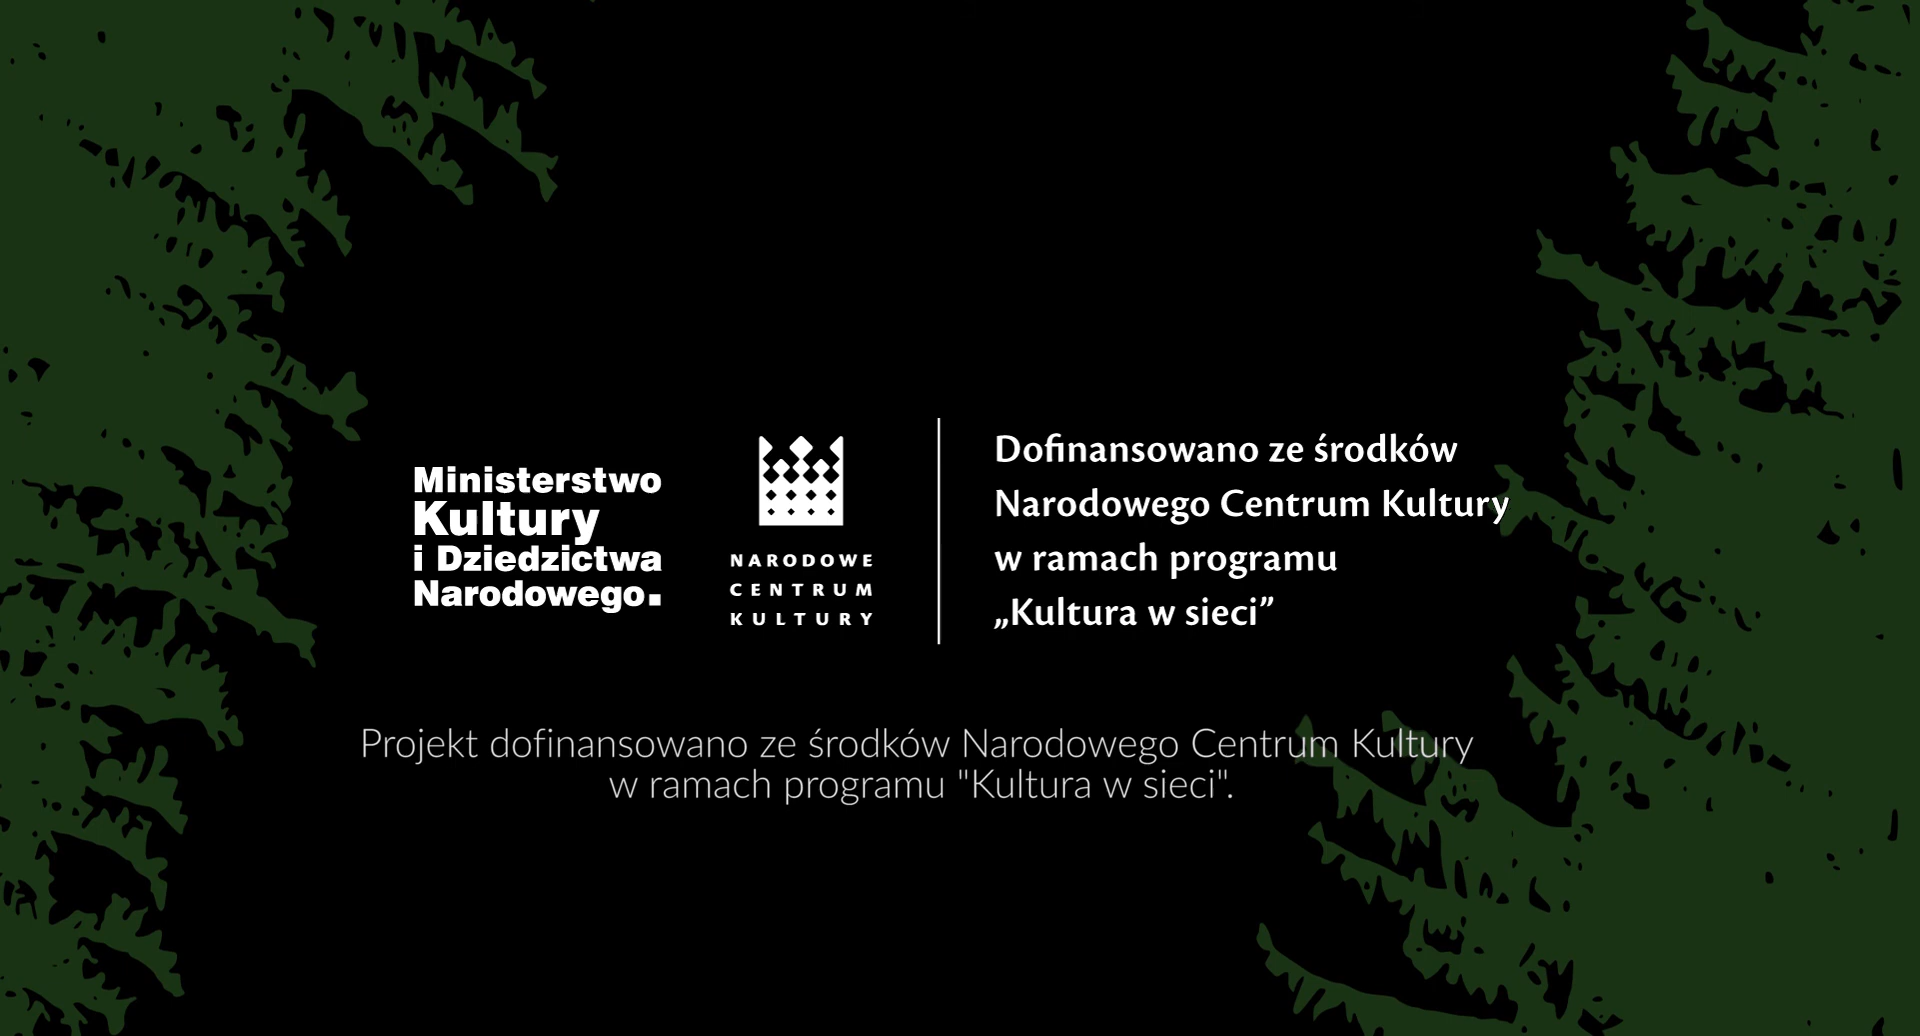 Ministerstwo
Kultury
i Dziedzictwa
Narodowego.
NARODOWE
CENTRUM
KULTURY
Dofinansowano ze środków
Narodowego Centrum Kultury
w ramach programu
„Kultura w sieci”
Projekt dofinansowano ze środków Narodowego Centrum Kultury
w ramach programu "Kultura w sieci".